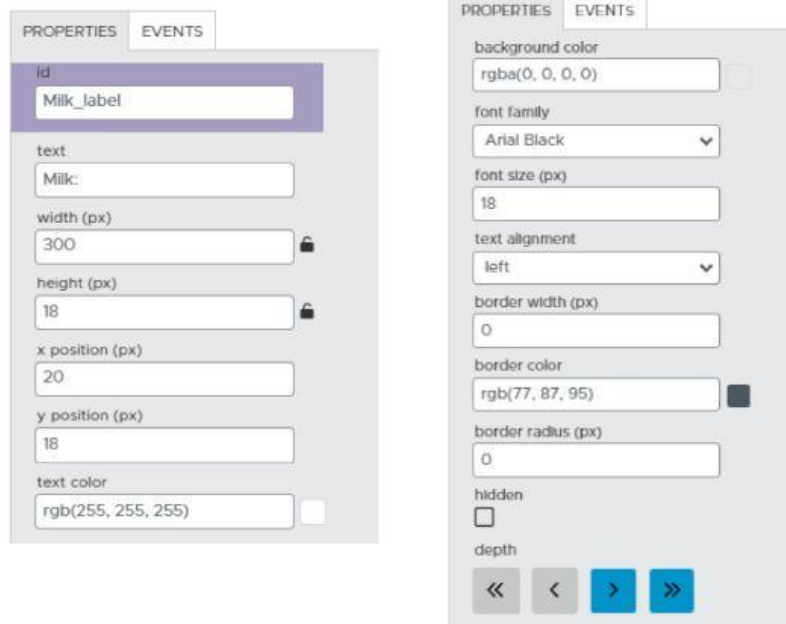 PROPERTIES EVENTS
id
Milk_label
text
Milk:
width (px)
300
height (px)
18
x position (px)
20
y position (px)
18
text color
rgb(255, 255, 255)
PROPERTIES EVENTS
background color
rgba(0, 0, 0, 0)
font family
Arial Black
font size (px)
18
text alignment
left
border width (px)
0
border color
rgb(77, 87, 95)
border radius (px)
0
hidden
depth